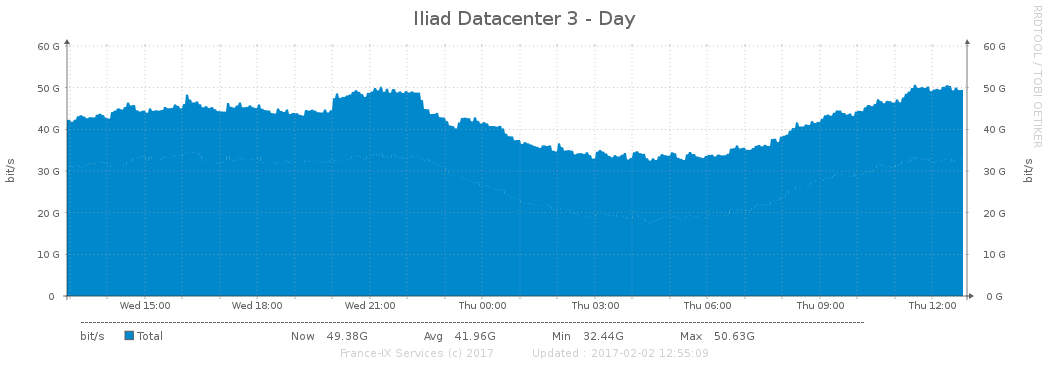 Iliad Datacenter 3 - Day
RRDTOOL / TOBI OETIKER
60 G 60 G
50 G 50 G
40 G 40 G
30 G 30 G
20 G 20 G
10 G 10 G
0 0 G
bit/s bit/s
Wed 15:00 Wed 18:00 Wed 21:00 Thu 00:00 Thu 03:00 Thu 06:00 Thu 09:00 Thu 12:00
bit/s Total Now 49.38G Avg 41.96G Min 32.44G Max 50.63G
France-IX Services (c) 2017 Updated : 2017-02-02 12:55:09